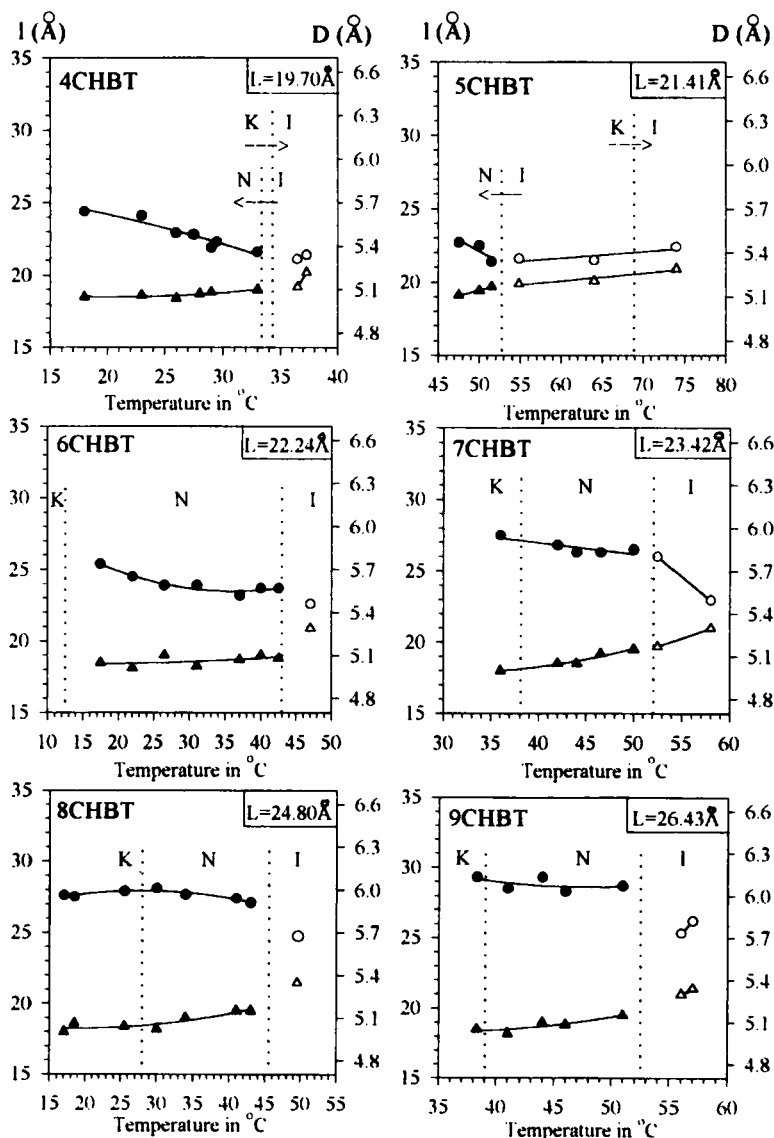 l (Å) D (Å) l (Å) D (Å)
4CHBT L=19.70Å
35 30 25 20 15
6.6 6.3 6.0 5.7 5.4 5.1 4.8
K I
N I
10 15 20 25 30 35 40
Temperature in °C
5CHBT L=21.41Å
35 30 25 20 15
6.6 6.3 6.0 5.7 5.4 5.1 4.8
K I
N I
45 50 55 60 65 70 75 80
Temperature in °C
6CHBT L=22.24Å
35 30 25 20 15
6.6 6.3 6.0 5.7 5.4 5.1 4.8
K N I
10 15 20 25 30 35 40 45 50
Temperature in °C
7CHBT L=23.42Å
35 30 25 20 15
6.6 6.3 6.0 5.7 5.4 5.1 4.8
K N I
30 35 40 45 50 55 60
Temperature in °C
8CHBT L=24.80Å
35 30 25 20 15
6.6 6.3 6.0 5.7 5.4 5.1 4.8
K N I
15 20 25 30 35 40 45 50 55
Temperature in °C
9CHBT L=26.43Å
35 30 25 20 15
6.6 6.3 6.0 5.7 5.4 5.1 4.8
K N I
35 40 45 50 55 60
Temperature in °C